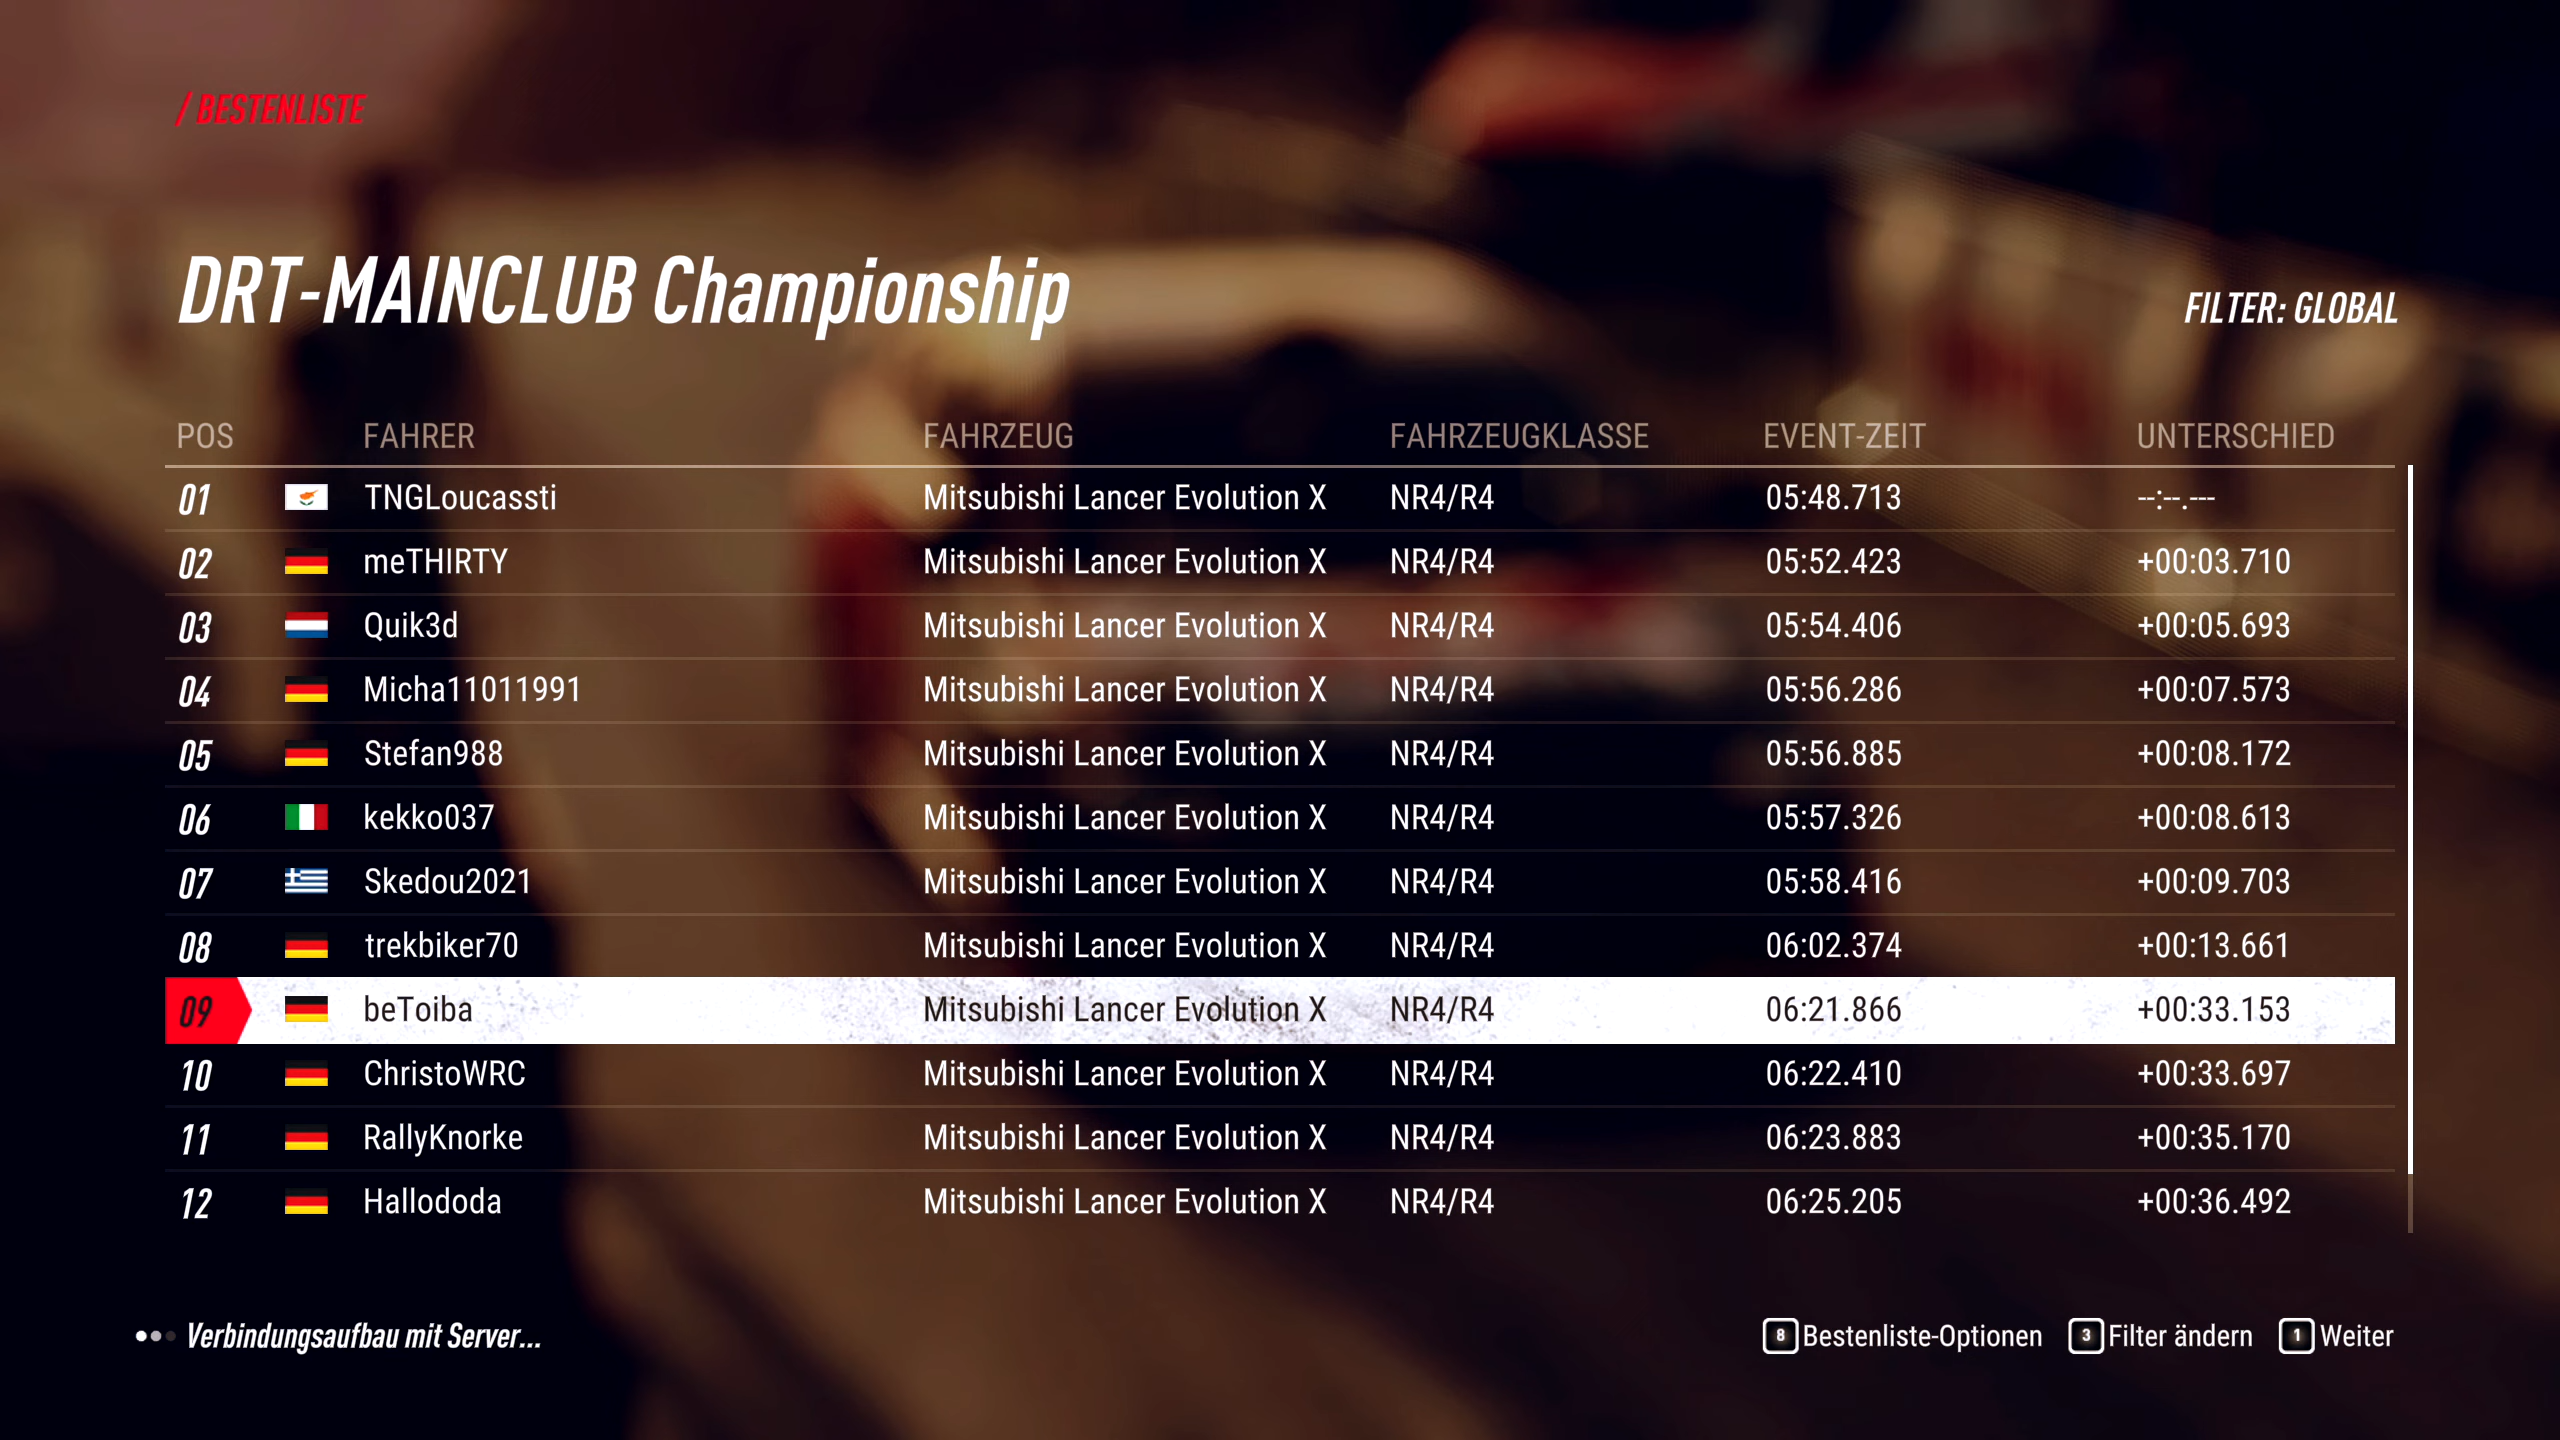 / BESTENLISTE
DRT-MAINCLUB Championship
FILTER: GLOBAL
POS FAHRER FAHRZEUG FAHRZEUGKLASSE EVENT-ZEIT UNTERSCHIED
01 TNGLoucassti Mitsubishi Lancer Evolution X NR4/R4 05:48.713 --:--.---
02 meTHIRTY Mitsubishi Lancer Evolution X NR4/R4 05:52.423 +00:03.710
03 Quik3d Mitsubishi Lancer Evolution X NR4/R4 05:54.406 +00:05.693
04 Micha11011991 Mitsubishi Lancer Evolution X NR4/R4 05:56.286 +00:07.573
05 Stefan988 Mitsubishi Lancer Evolution X NR4/R4 05:56.885 +00:08.172
06 kekko037 Mitsubishi Lancer Evolution X NR4/R4 05:57.326 +00:08.613
07 Skedou2021 Mitsubishi Lancer Evolution X NR4/R4 05:58.416 +00:09.703
08 trekbiker70 Mitsubishi Lancer Evolution X NR4/R4 06:02.374 +00:13.661
09 beToiba Mitsubishi Lancer Evolution X NR4/R4 06:21.866 +00:33.153
10 ChristoWRC Mitsubishi Lancer Evolution X NR4/R4 06:22.410 +00:33.697
11 RallyKnorke Mitsubishi Lancer Evolution X NR4/R4 06:23.883 +00:35.170
12 Hallododa Mitsubishi Lancer Evolution X NR4/R4 06:25.205 +00:36.492
Verbindungsaufbau mit Server...
8 Bestenliste-Optionen 3 Filter ändern 1 Weiter